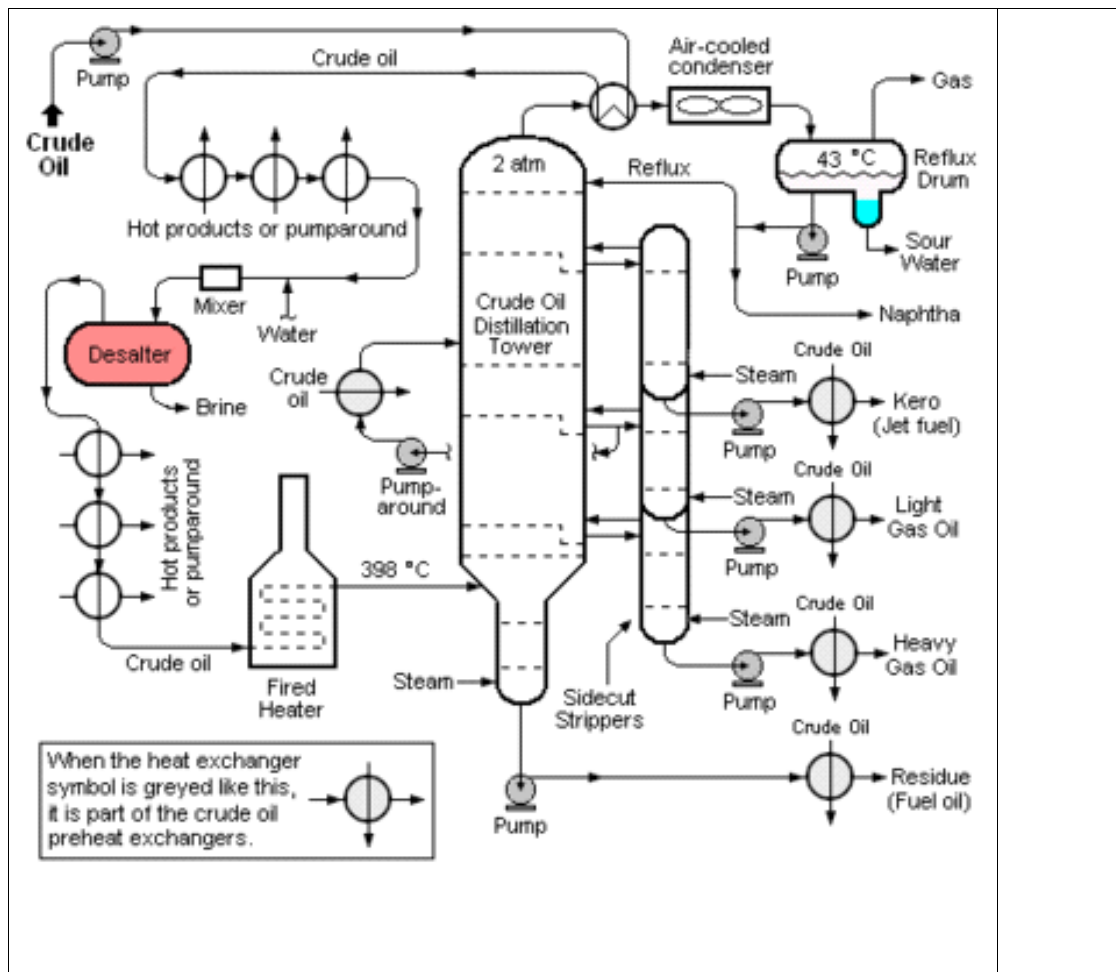 Pump
Crude oil
Crude
Oil
Air-cooled
condenser
Gas
2 atm
43 °C
Reflux
Drum
Reflux
Hot products or pumparound
Pump
Sour
Water
Mixer
Water
Naphtha
Crude Oil
Distillation
Tower
Desalter
Brine
Crude
oil
Steam
Crude Oil
Kero
(Jet fuel)
Pump
Pump-
around
Hot products
or pumparound
Crude Oil
Steam
Light
Gas Oil
Pump
398 °C
Crude Oil
Steam
Heavy
Gas Oil
Pump
Crude oil
Fired
Heater
Steam
Sidecut
Strippers
Crude Oil
Residue
(Fuel oil)
Pump
When the heat exchanger
symbol is greyed like this,
it is part of the crude oil
preheat exchangers.